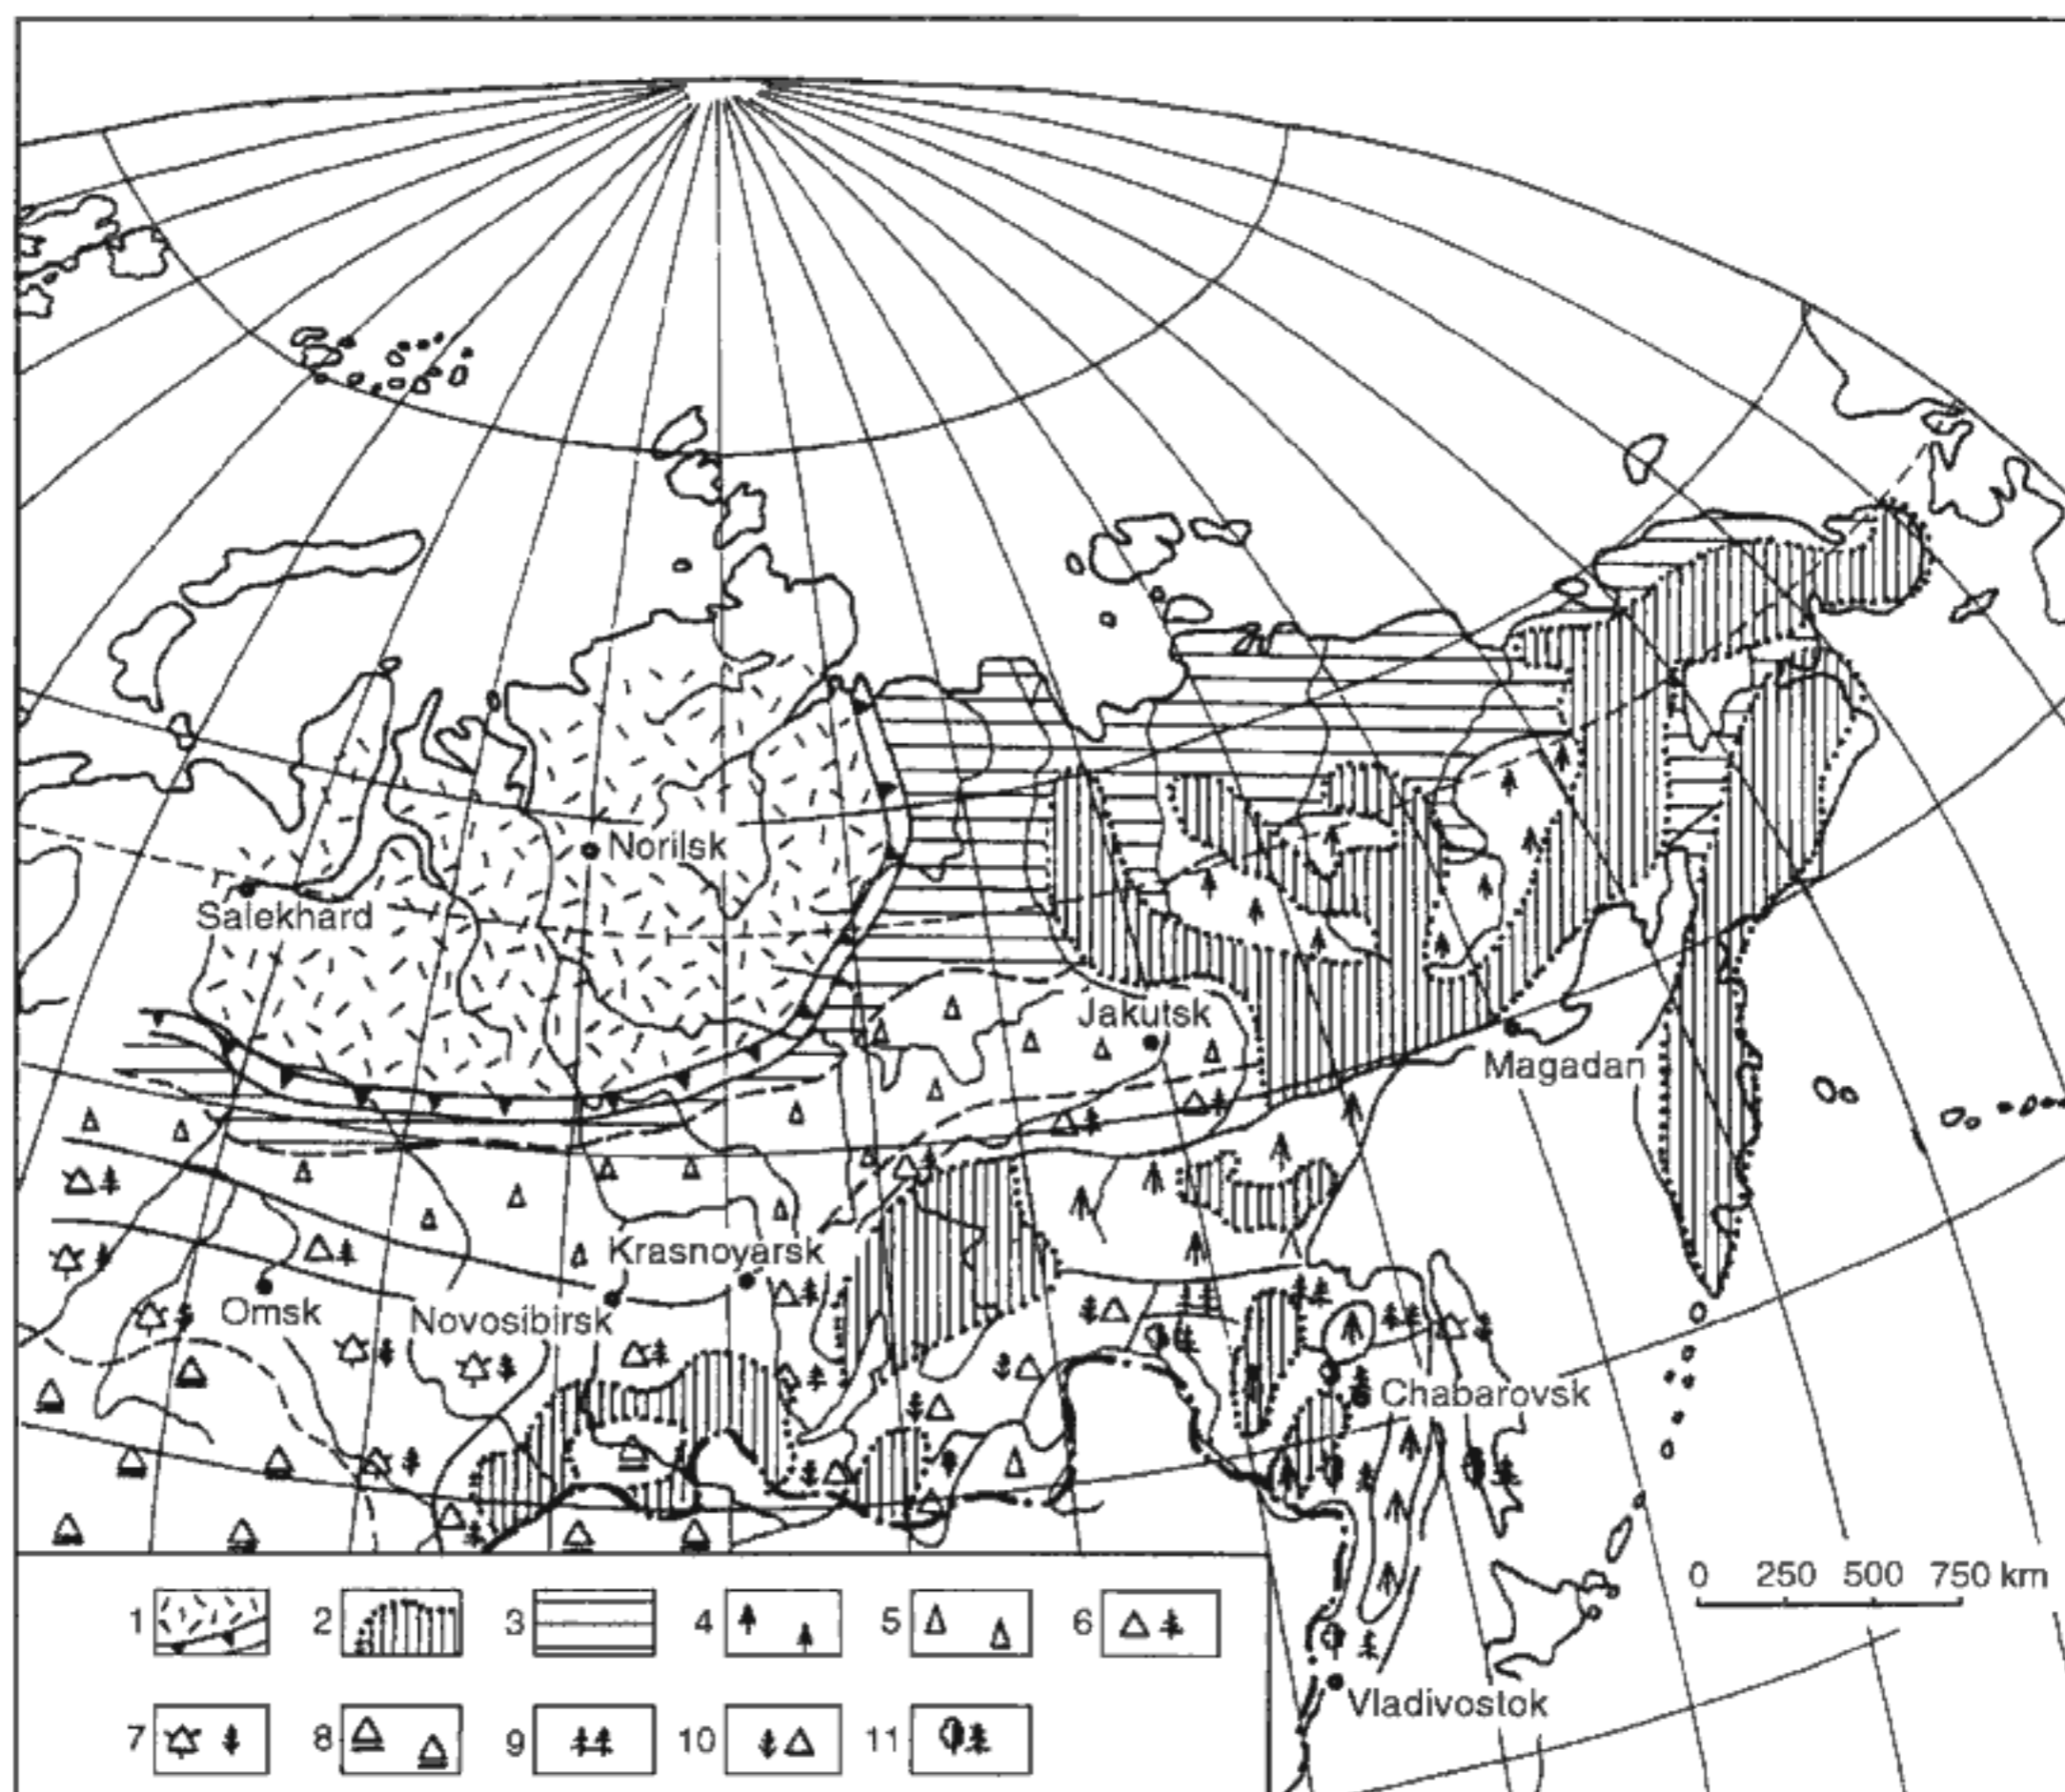 Norilsk
Salekhard
Jakutsk
Magadan
Krasnoyarsk
Omsk
Novosibirsk
Chabarovsk
0 250 500 750 km
1 2 3 4 5 6
Vladivostok
7 8 9 10 11